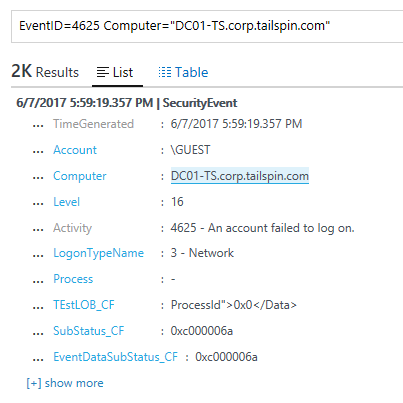 EventID=4625 Computer="DC01-TS.corp.tailspin.com"
2K Results List Table
6/7/2017 5:59:19.357 PM | SecurityEvent
... TimeGenerated : 6/7/2017 5:59:19.357 PM
... Account : \GUEST
... Computer : DC01-TS.corp.tailspin.com
... Level : 16
... Activity : 4625 - An account failed to log on.
... LogonTypeName : 3 - Network
... Process : -
... TEstLOB_CF : ProcessId">0x0</Data>
... SubStatus_CF : 0xc000006a
... EventDataSubStatus_CF : 0xc000006a
[+] show more